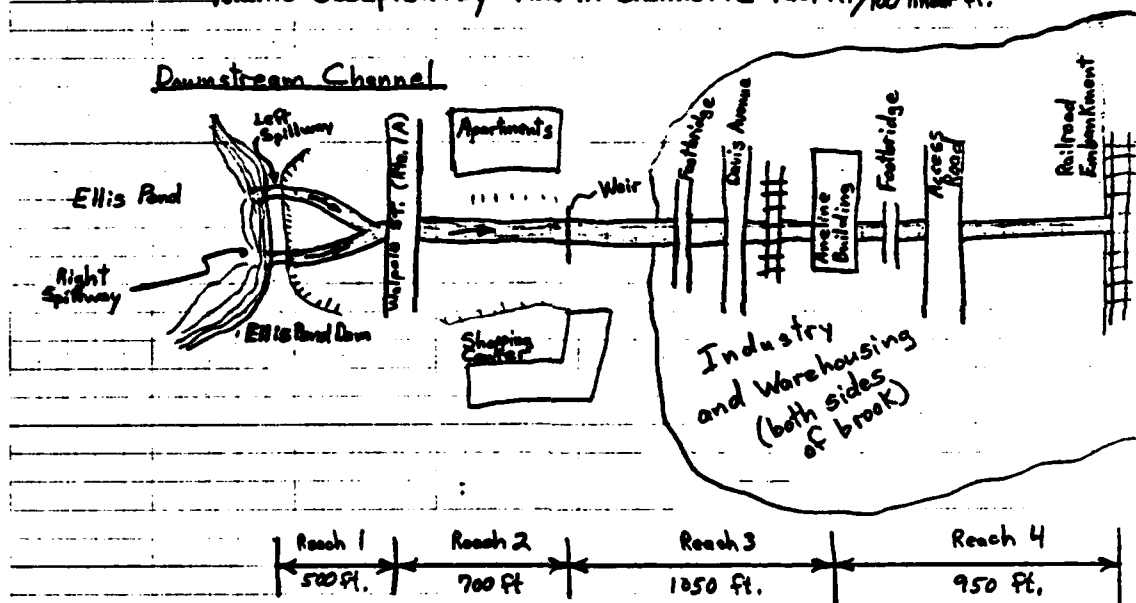 Downstream Channel
Left
Spillway
Ellis Pond
Right
Spillway
Ellis Pond Dam
Walpole St. (Rte. 1A)
Apartments
Shopping
Center
Weir
Footbridge
Davis Avenue
Building
Footbridge
Access
Road
Railroad
Embankment
Industry
and Warehousing
(both sides
of brook)
Reach 1
500 ft.
Reach 2
700 ft
Reach 3
1050 ft.
Reach 4
950 ft.